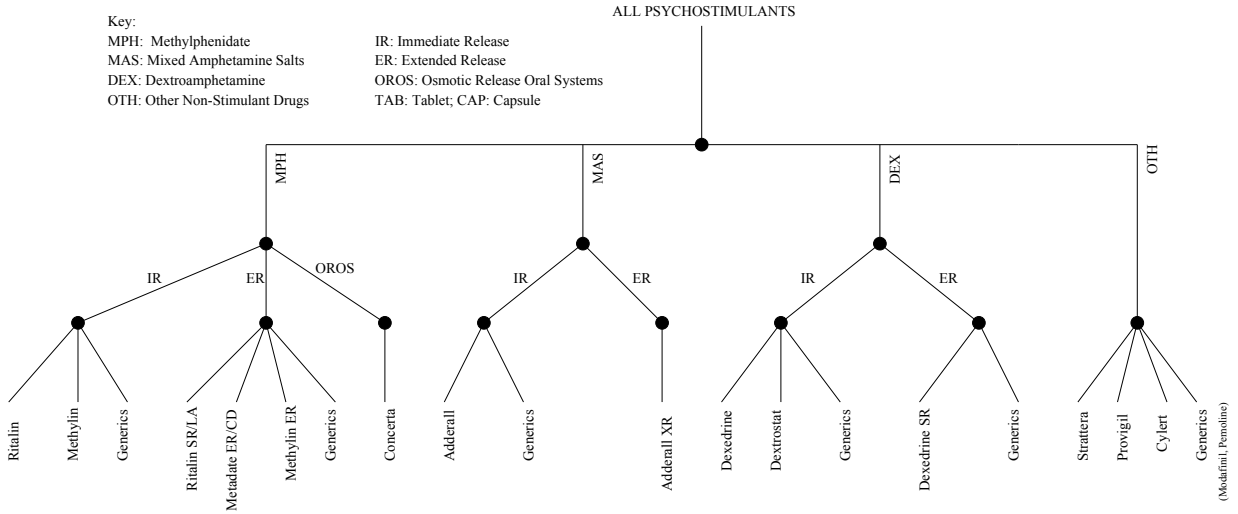 ALL PSYCHOSTIMULANTS
Key:
MPH: Methylphenidate
MAS: Mixed Amphetamine Salts
DEX: Dextroamphetamine
OTH: Other Non-Stimulant Drugs
IR: Immediate Release
ER: Extended Release
OROS: Osmotic Release Oral Systems
TAB: Tablet; CAP: Capsule
MPH
MAS
DEX
OTH
IR
ER
OROS
IR
ER
IR
ER
Ritalin
Methylin
Generics
Ritalin SR/LA
Metadate ER/CD
Methylin ER
Generics
Concerta
Adderall
Generics
Adderall XR
Dexedrine
Dextrostat
Generics
Dexedrine SR
Generics
Strattera
Provigil
Cylert
Generics
(Modafinil, Pemoline)